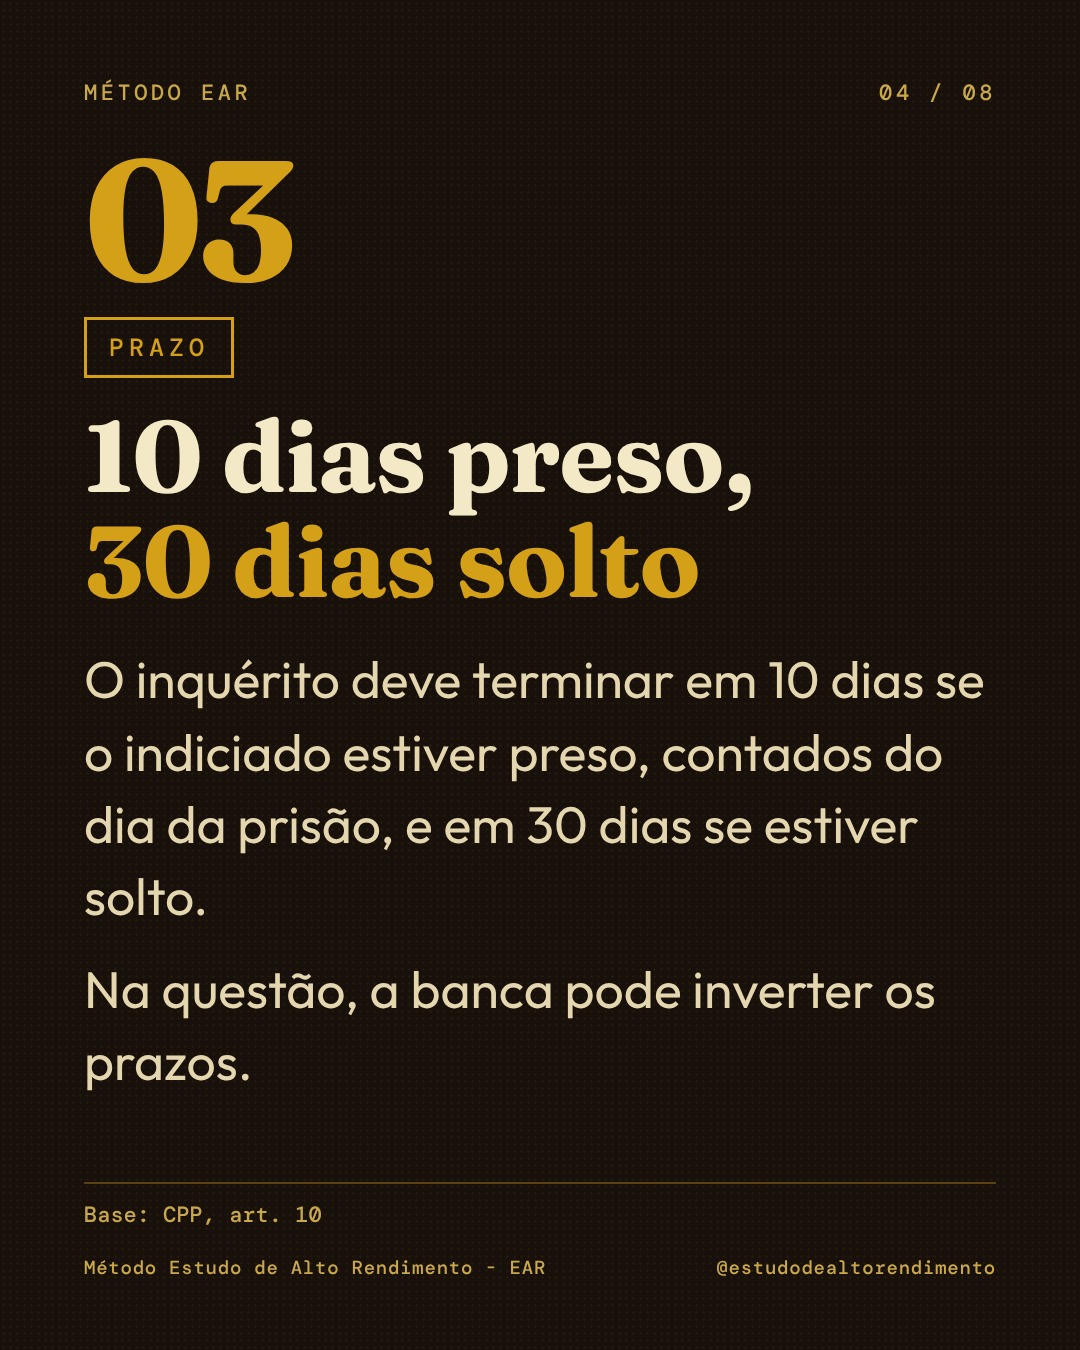 MÉTODO EAR
04 / 08
03
PRAZO
10 dias preso,
30 dias solto
O inquérito deve terminar em 10 dias se
o indiciado estiver preso, contados do
dia da prisão, e em 30 dias se estiver
solto.
Na questão, a banca pode inverter os
prazos.
Base: CPP, art. 10
Método Estudo de Alto Rendimento - EAR
@estudodealtorendimento